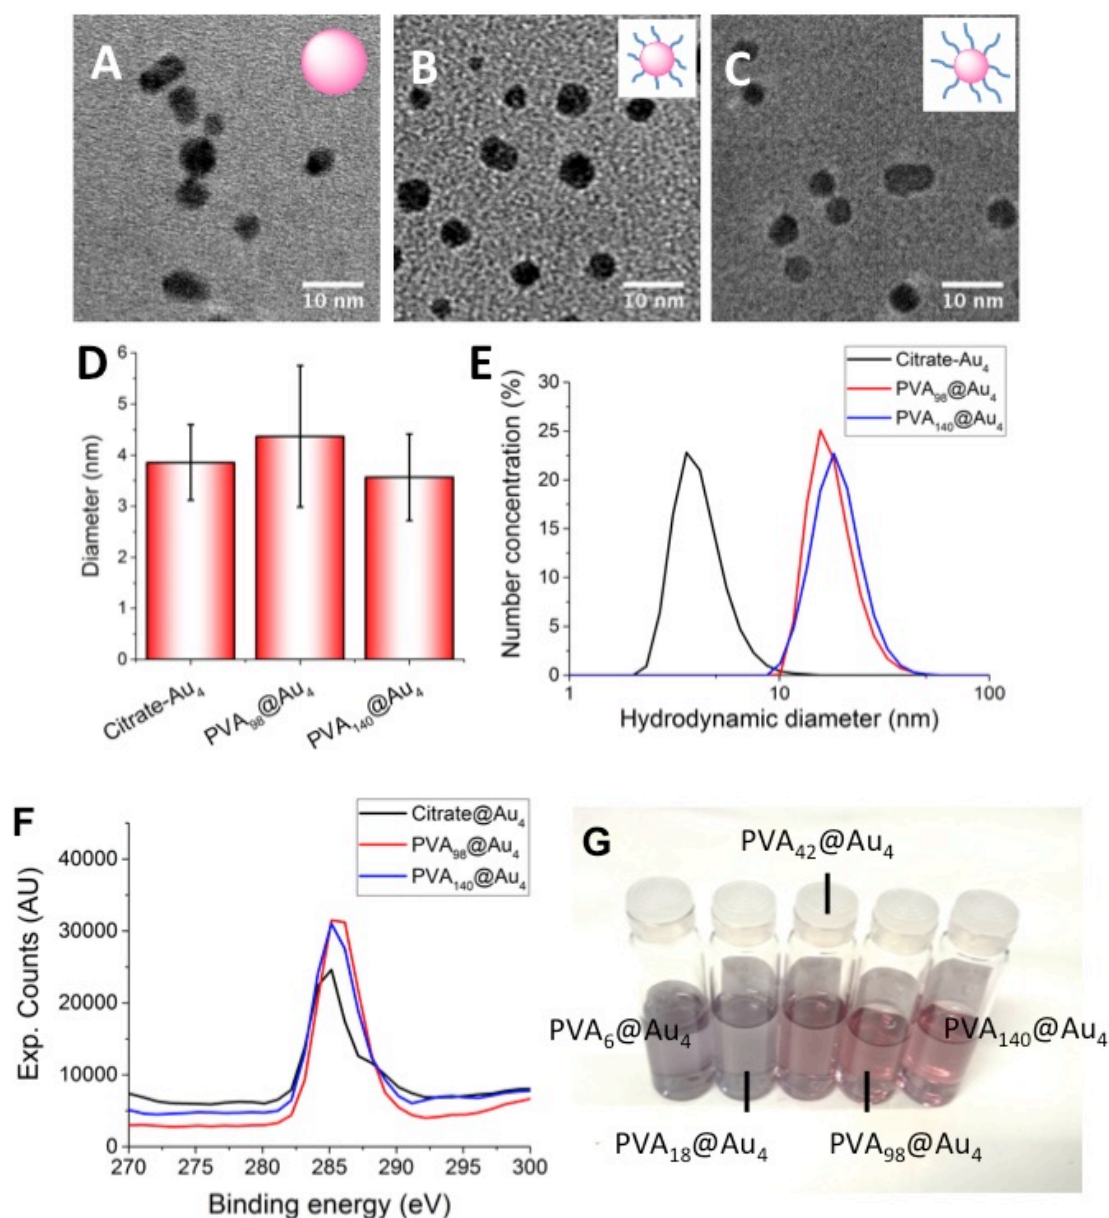 A
10 nm
B
10 nm
C
10 nm
D
Diameter (nm)
6
5
4
3
2
1
0
Citrate-Au₄
PVA₉₈@Au₄
PVA₁₄₀@Au₄
E
Number concentration (%)
30
25
20
15
10
5
0
1
10
100
Hydrodynamic diameter (nm)
Citrate-Au₄
PVA₉₈@Au₄
PVA₁₄₀@Au₄
F
Exp. Counts (AU)
40000
30000
20000
10000
0
270 275 280 285 290 295 300
Binding energy (eV)
Citrate@Au₄
PVA₉₈@Au₄
PVA₁₄₀@Au₄
G
PVA₄₂@Au₄
PVA₆@Au₄
PVA₁₄₀@Au₄
PVA₁₈@Au₄
PVA₉₈@Au₄